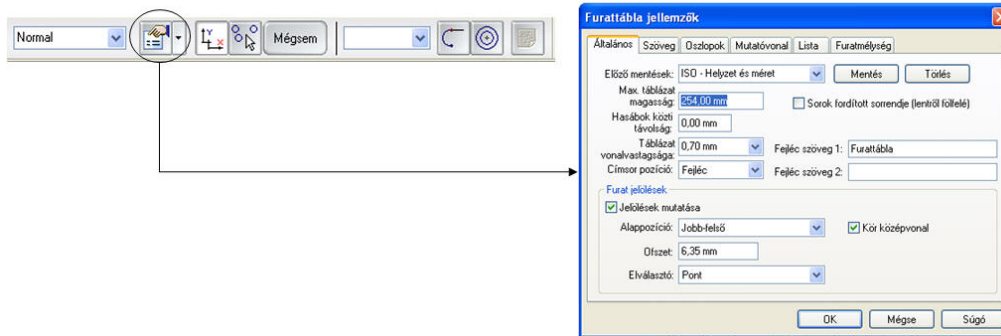 Normal
Mégsem
Furattábla jellemzők
Általános Szöveg Oszlopok Mutatóvonal Lista Furatmélység
Előző mentések: ISO - Helyzet és méret Mentés Törlés
Max. táblázat magasság: 254,00 mm Sorok fordított sorrendje (lentről fölfelé)
Hasábok közti távolság: 0,00 mm
Táblázat vonalvastagsága: 0,70 mm Fejléc szöveg 1: Furattábla
Címsor pozíció: Fejléc Fejléc szöveg 2:
Furat jelölések
Jelölések mutatása
Alappozíció: Jobb-felső Kör középvonal
Ofszet: 6,35 mm
Elválasztó: Pont
OK Mégse Súgó